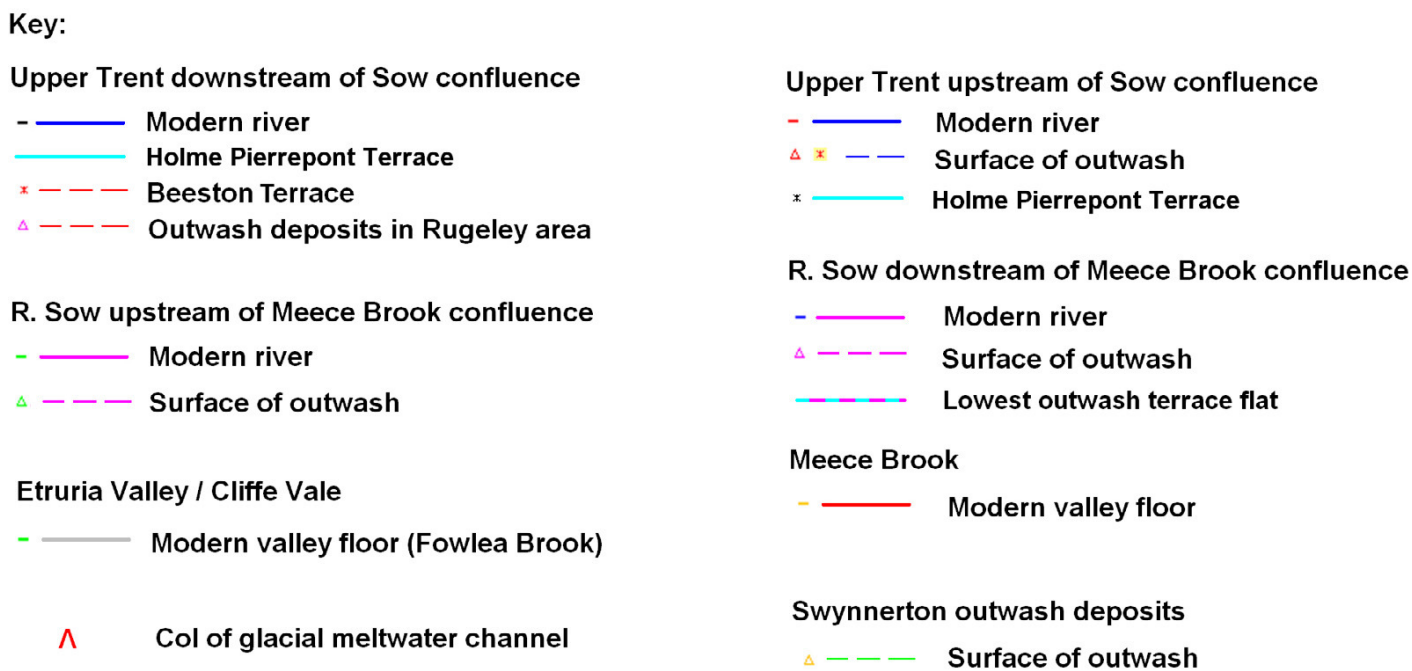 Key:
Upper Trent downstream of Sow confluence
Modern river
Holme Pierrepont Terrace
Beeston Terrace
Outwash deposits in Rugeley area
R. Sow upstream of Meece Brook confluence
Modern river
Surface of outwash
Etruria Valley / Cliffe Vale
Modern valley floor (Fowlea Brook)
Col of glacial meltwater channel
Upper Trent upstream of Sow confluence
Modern river
Surface of outwash
Holme Pierrepont Terrace
R. Sow downstream of Meece Brook confluence
Modern river
Surface of outwash
Lowest outwash terrace flat
Meece Brook
Modern valley floor
Swynnerton outwash deposits
Surface of outwash